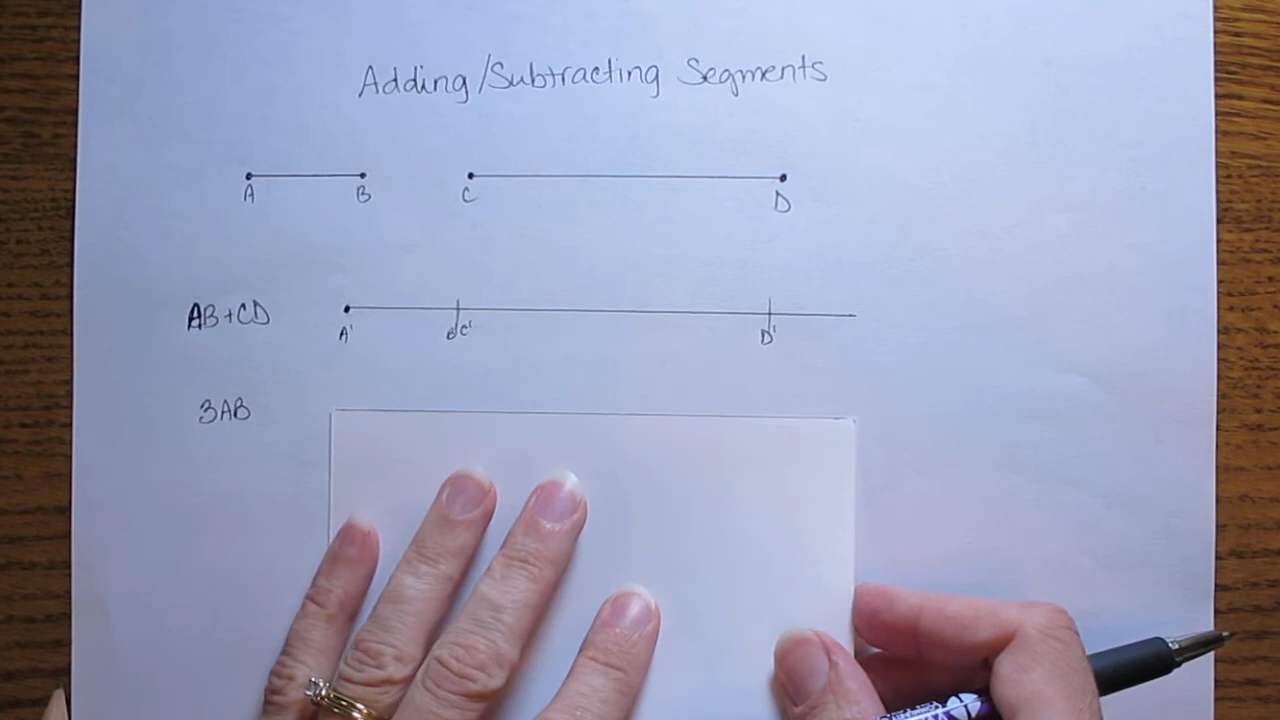 Adding/Subtracting Segments
A B C D
AB+CD
A' B'C' D'
3AB